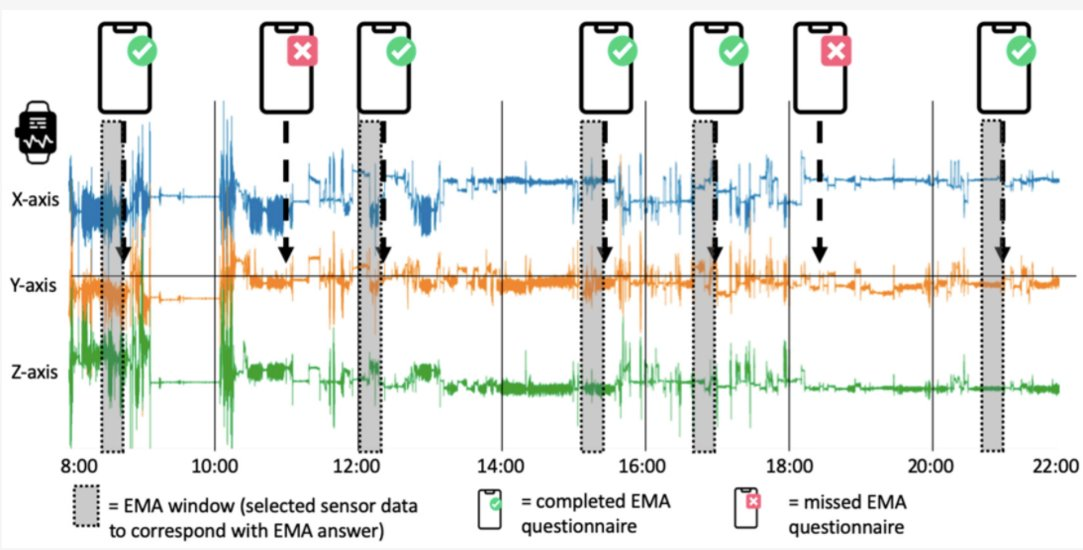 X-axis
Y-axis
Z-axis
8:00 10:00 12:00 14:00 16:00 18:00 20:00 22:00
= EMA window (selected sensor data
to correspond with EMA answer)
= completed EMA
questionnaire
= missed EMA
questionnaire